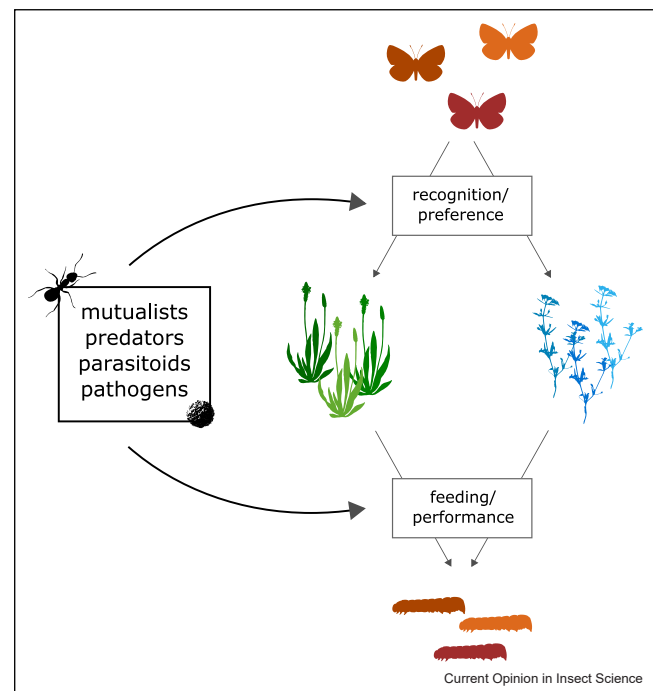 recognition/
preference
mutualists
predators
parasitoids
pathogens
feeding/
performance
Current Opinion in Insect Science